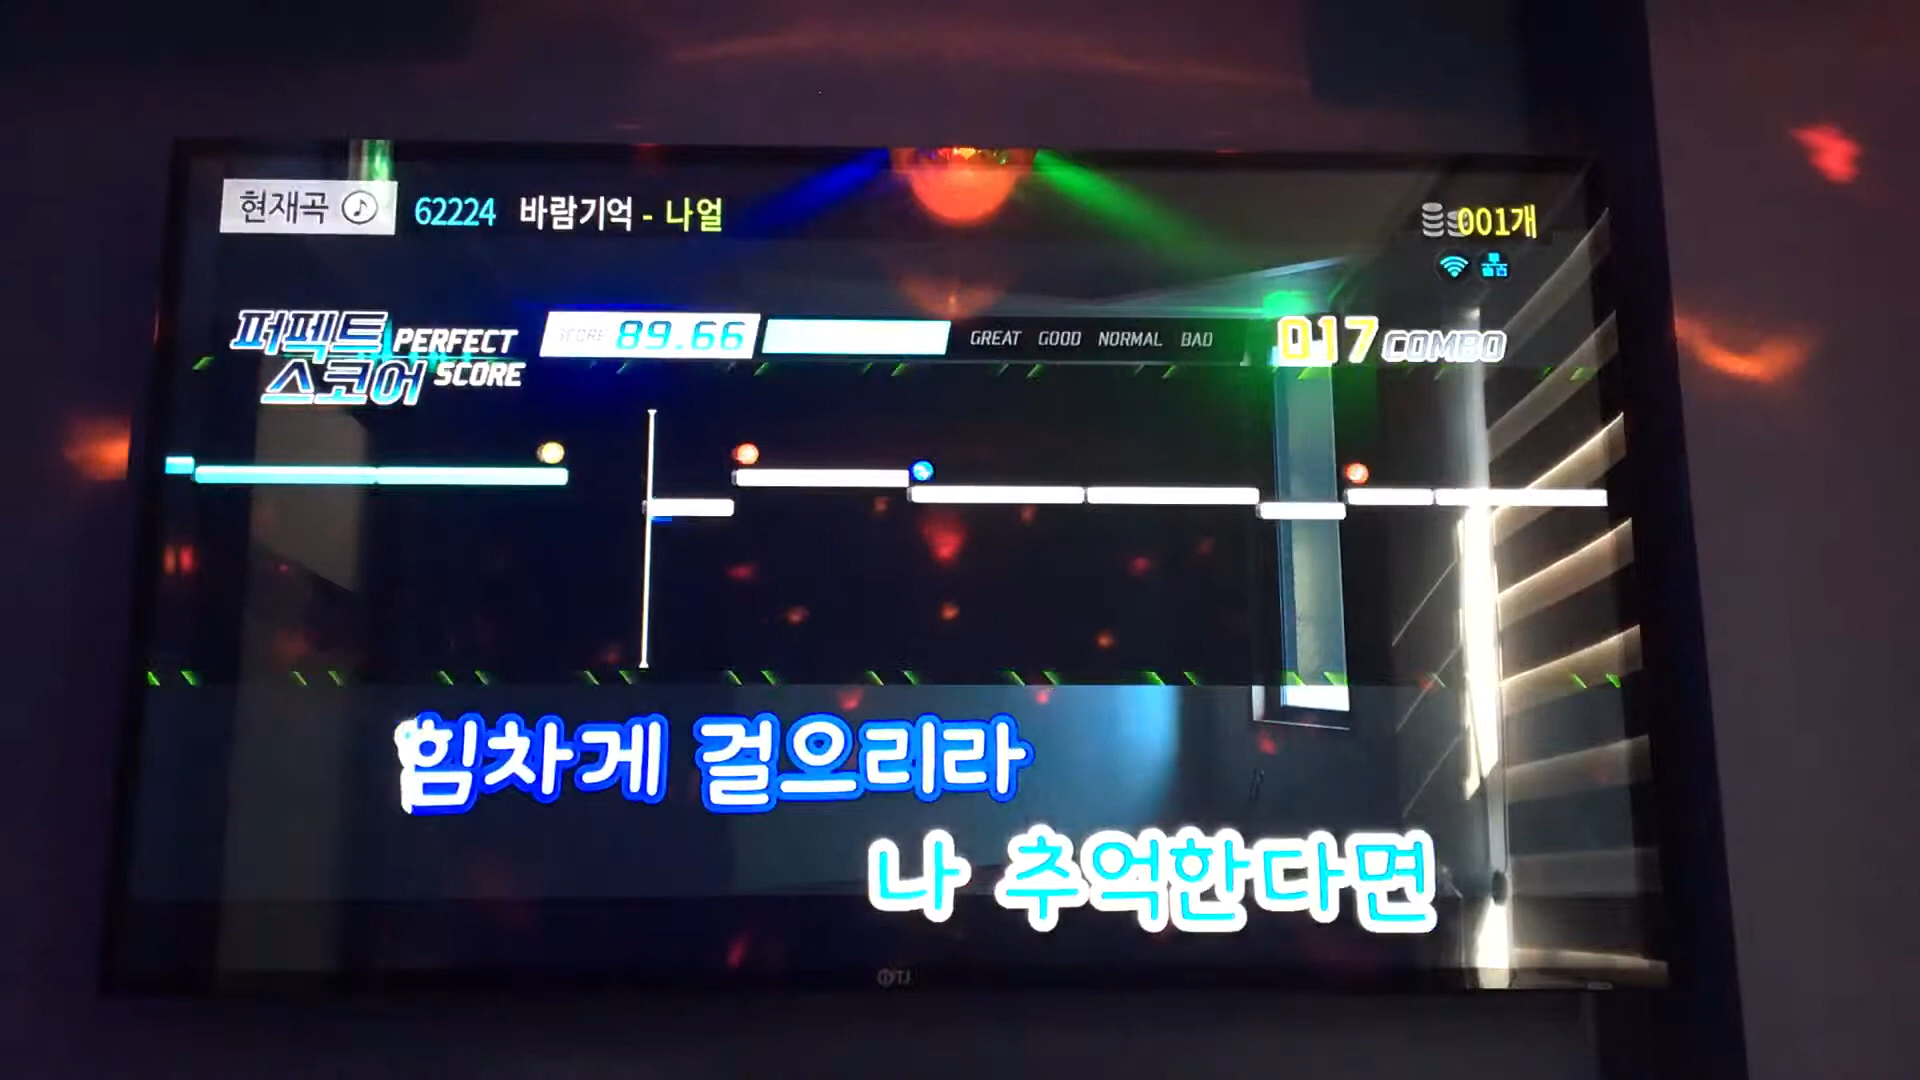 현재곡 62224 바람기억 - 나얼
001개
퍼펙트 스코어 PERFECT SCORE
SCORE 89.66 GREAT GOOD NORMAL BAD 017 COMBO
힘차게 걸으리라
나 추억한다면
TJ